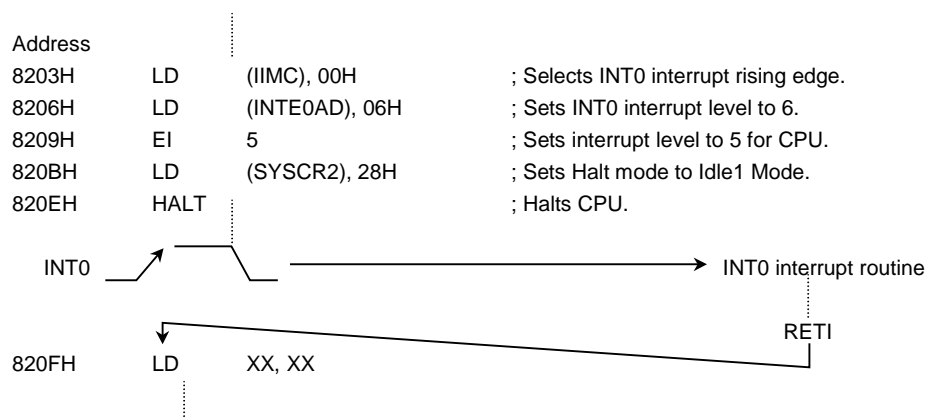 Address
8203H LD (IIMC), 00H ; Selects INT0 interrupt rising edge.
8206H LD (INTE0AD), 06H ; Sets INT0 interrupt level to 6.
8209H EI 5 ; Sets interrupt level to 5 for CPU.
820BH LD (SYSCR2), 28H ; Sets Halt mode to Idle1 Mode.
820EH HALT ; Halts CPU.
INT0 INT0 interrupt routine
RETI
820FH LD XX, XX